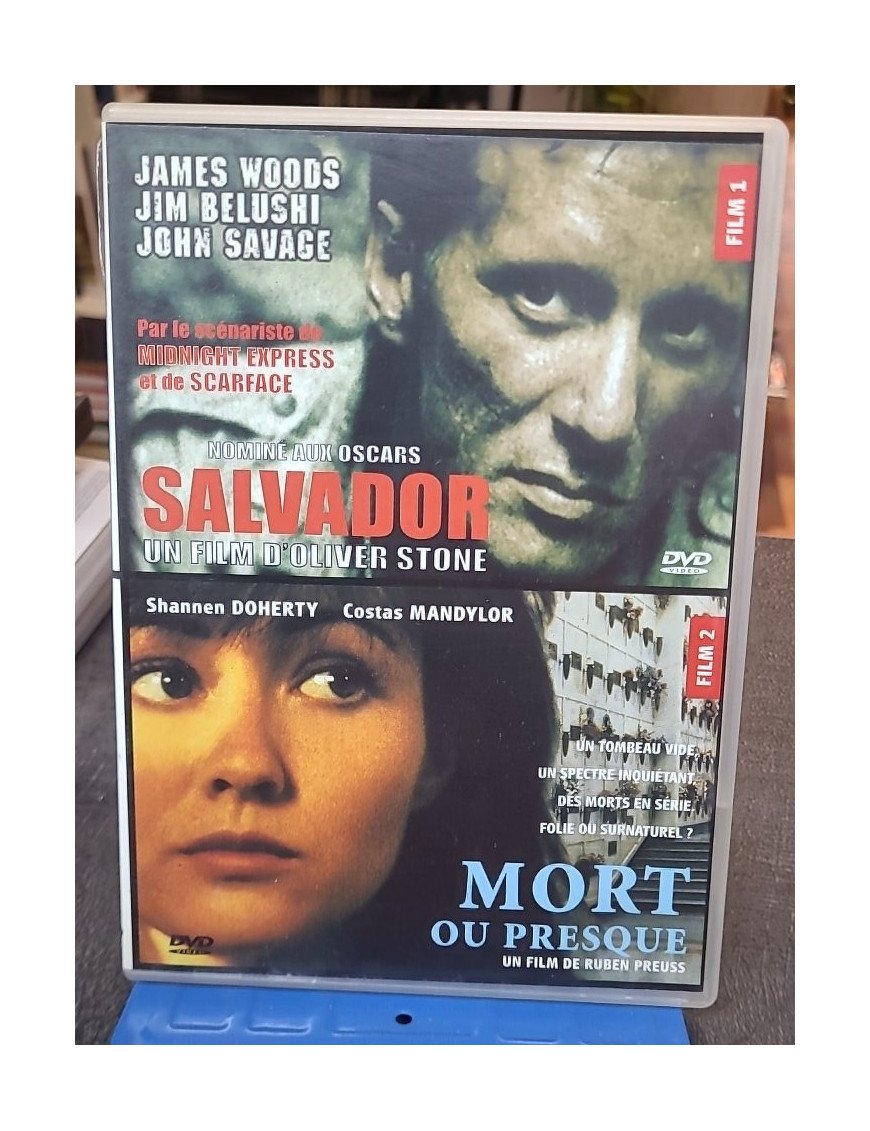 JAMES WOODS
JIM BELUSHI
JOHN SAVAGE
FILM 1
Par le scénariste de
MIDNIGHT EXPRESS
et de SCARFACE
NOMINÉ AUX OSCARS
SALVADOR
UN FILM D'OLIVER STONE
DVD
VIDEO
Shannen DOHERTY Costas MANDYLOR
FILM 2
UN TOMBEAU VIDE.
UN SPECTRE INQUIÉTANT.
DES MORTS EN SÉRIE.
FOLIE OU SURNATUREL ?
MORT
OU PRESQUE
UN FILM DE RUBEN PREUSS
DVD
VIDEO